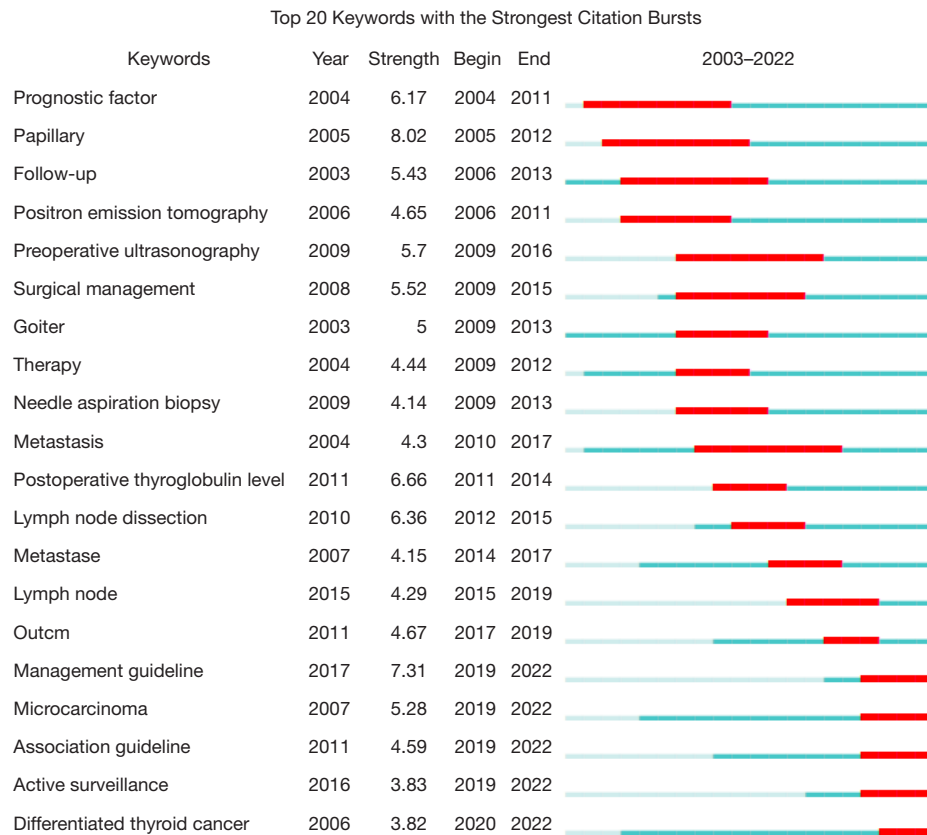 Top 20 Keywords with the Strongest Citation Bursts
Keywords Year Strength Begin End 2003–2022
Prognostic factor 2004 6.17 2004 2011
Papillary 2005 8.02 2005 2012
Follow-up 2003 5.43 2006 2013
Positron emission tomography 2006 4.65 2006 2011
Preoperative ultrasonography 2009 5.7 2009 2016
Surgical management 2008 5.52 2009 2015
Goiter 2003 5 2009 2013
Therapy 2004 4.44 2009 2012
Needle aspiration biopsy 2009 4.14 2009 2013
Metastasis 2004 4.3 2010 2017
Postoperative thyroglobulin level 2011 6.66 2011 2014
Lymph node dissection 2010 6.36 2012 2015
Metastase 2007 4.15 2014 2017
Lymph node 2015 4.29 2015 2019
Outcm 2011 4.67 2017 2019
Management guideline 2017 7.31 2019 2022
Microcarcinoma 2007 5.28 2019 2022
Association guideline 2011 4.59 2019 2022
Active surveillance 2016 3.83 2019 2022
Differentiated thyroid cancer 2006 3.82 2020 2022